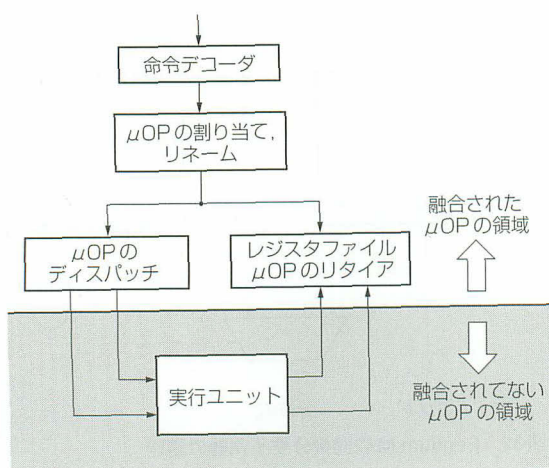 命令デコーダ
μOPの割り当て,
リネーム
μOPの
ディスパッチ
レジスタファイル
μOPのリタイア
融合された
μOPの領域
実行ユニット
融合されてない
μOPの領域